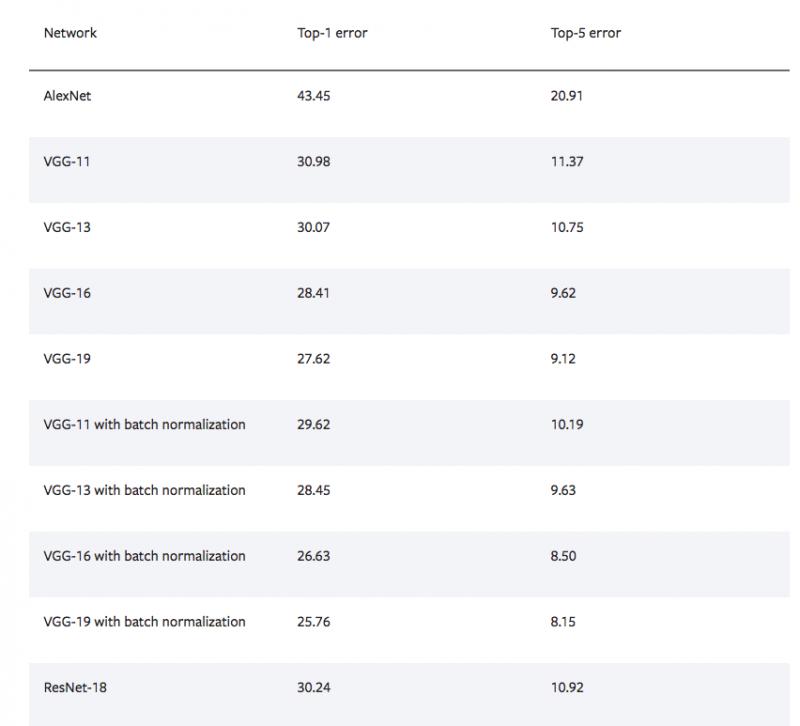 Network Top-1 error Top-5 error
AlexNet 43.45 20.91
VGG-11 30.98 11.37
VGG-13 30.07 10.75
VGG-16 28.41 9.62
VGG-19 27.62 9.12
VGG-11 with batch normalization 29.62 10.19
VGG-13 with batch normalization 28.45 9.63
VGG-16 with batch normalization 26.63 8.50
VGG-19 with batch normalization 25.76 8.15
ResNet-18 30.24 10.92